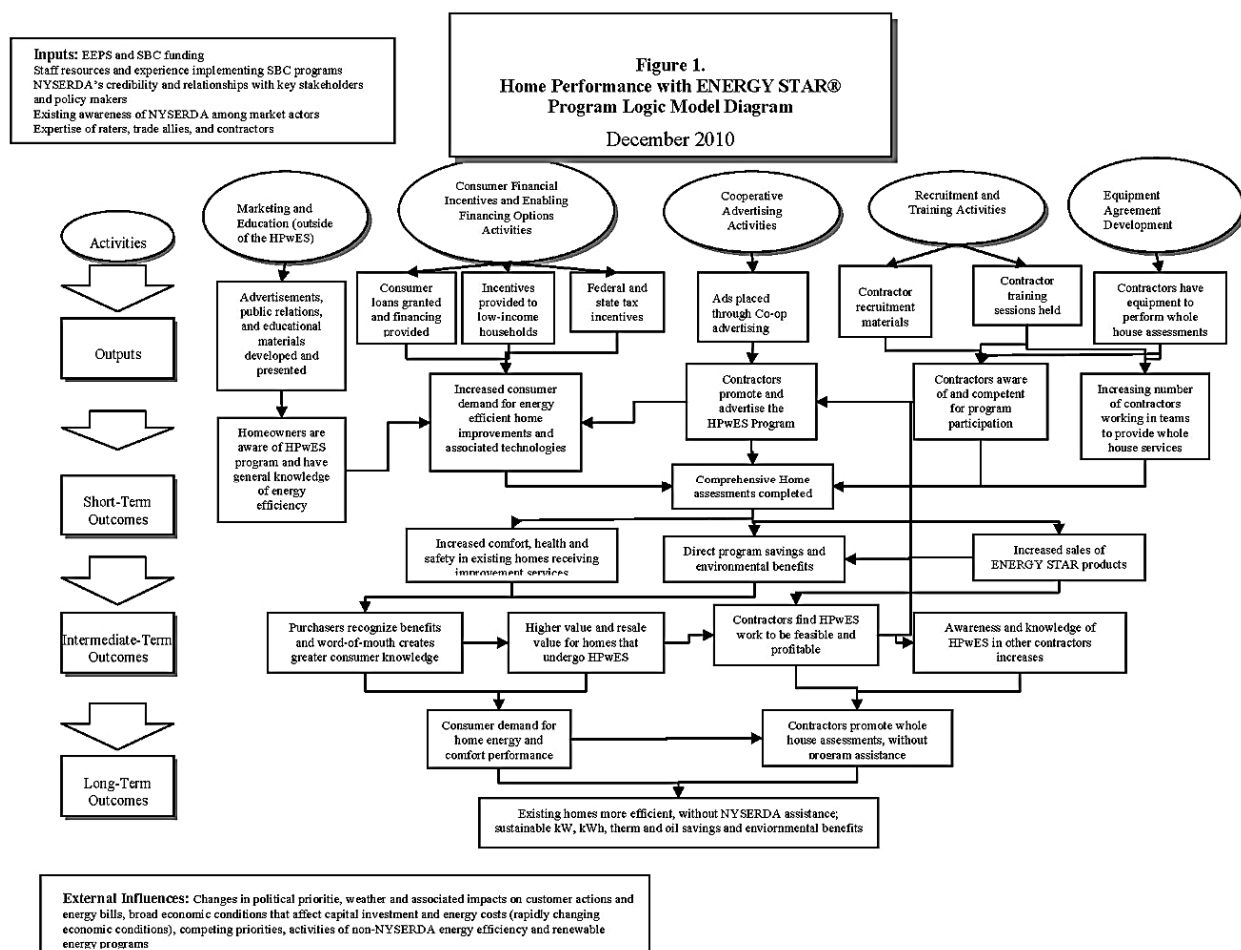 Inputs: EEPS and SBC funding
Staff resources and experience implementing SBC programs
NYSERDA's credibility and relationships with key stakeholders
and policy makers
Existing awareness of NYSERDA among market actors
Expertise of raters, trade allies, and contractors
Figure 1.
Home Performance with ENERGY STAR®
Program Logic Model Diagram
December 2010
Activities
Marketing and
Education (outside
of the HPwES)
Consumer Financial
Incentives and Enabling
Financing Options
Activities
Cooperative
Advertising
Activities
Recruitment and
Training Activities
Equipment
Agreement
Development
Outputs
Advertisements,
public relations,
and educational
materials
developed and
presented
Consumer
loans granted
and financing
provided
Incentives
provided to
low-income
households
Federal and
state tax
incentives
Ads placed
through Co-op
advertising
Contractor
recruitment
materials
Contractor
training
sessions held
Contractors have
equipment to
perform whole
house assessments
Short-Term
Outcomes
Homeowners are
aware of HPwES
program and have
general knowledge
of energy
efficiency
Increased consumer
demand for energy
efficient home
improvements and
associated technologies
Contractors
promote and
advertise the
HPwES Program
Contractors aware
of and competent
for program
participation
Increasing number
of contractors
working in teams
to provide whole
house services
Comprehensive Home
assessments completed
Increased comfort, health and
safety in existing homes receiving
improvement services
Direct program savings and
environmental benefits
Increased sales of
ENERGY STAR products
Intermediate-Term
Outcomes
Purchasers recognize benefits
and word-of-mouth creates
greater consumer knowledge
Higher value and resale
value for homes that
undergo HPwES
Contractors find HPwES
work to be feasible and
profitable
Awareness and knowledge of
HPwES in other contractors
increases
Long-Term
Outcomes
Consumer demand for
home energy and
comfort performance
Contractors promote whole
house assessments, without
program assistance
Existing homes more efficient, without NYSERDA assistance;
sustainable kW, kWh, therm and oil savings and enviornmental benefits
External Influences: Changes in political prioritie, weather and associated impacts on customer actions and
energy bills, broad economic conditions that affect capital investment and energy costs (rapidly changing
economic conditions), competing priorities, activities of non-NYSERDA energy efficiency and renewable
energy programs